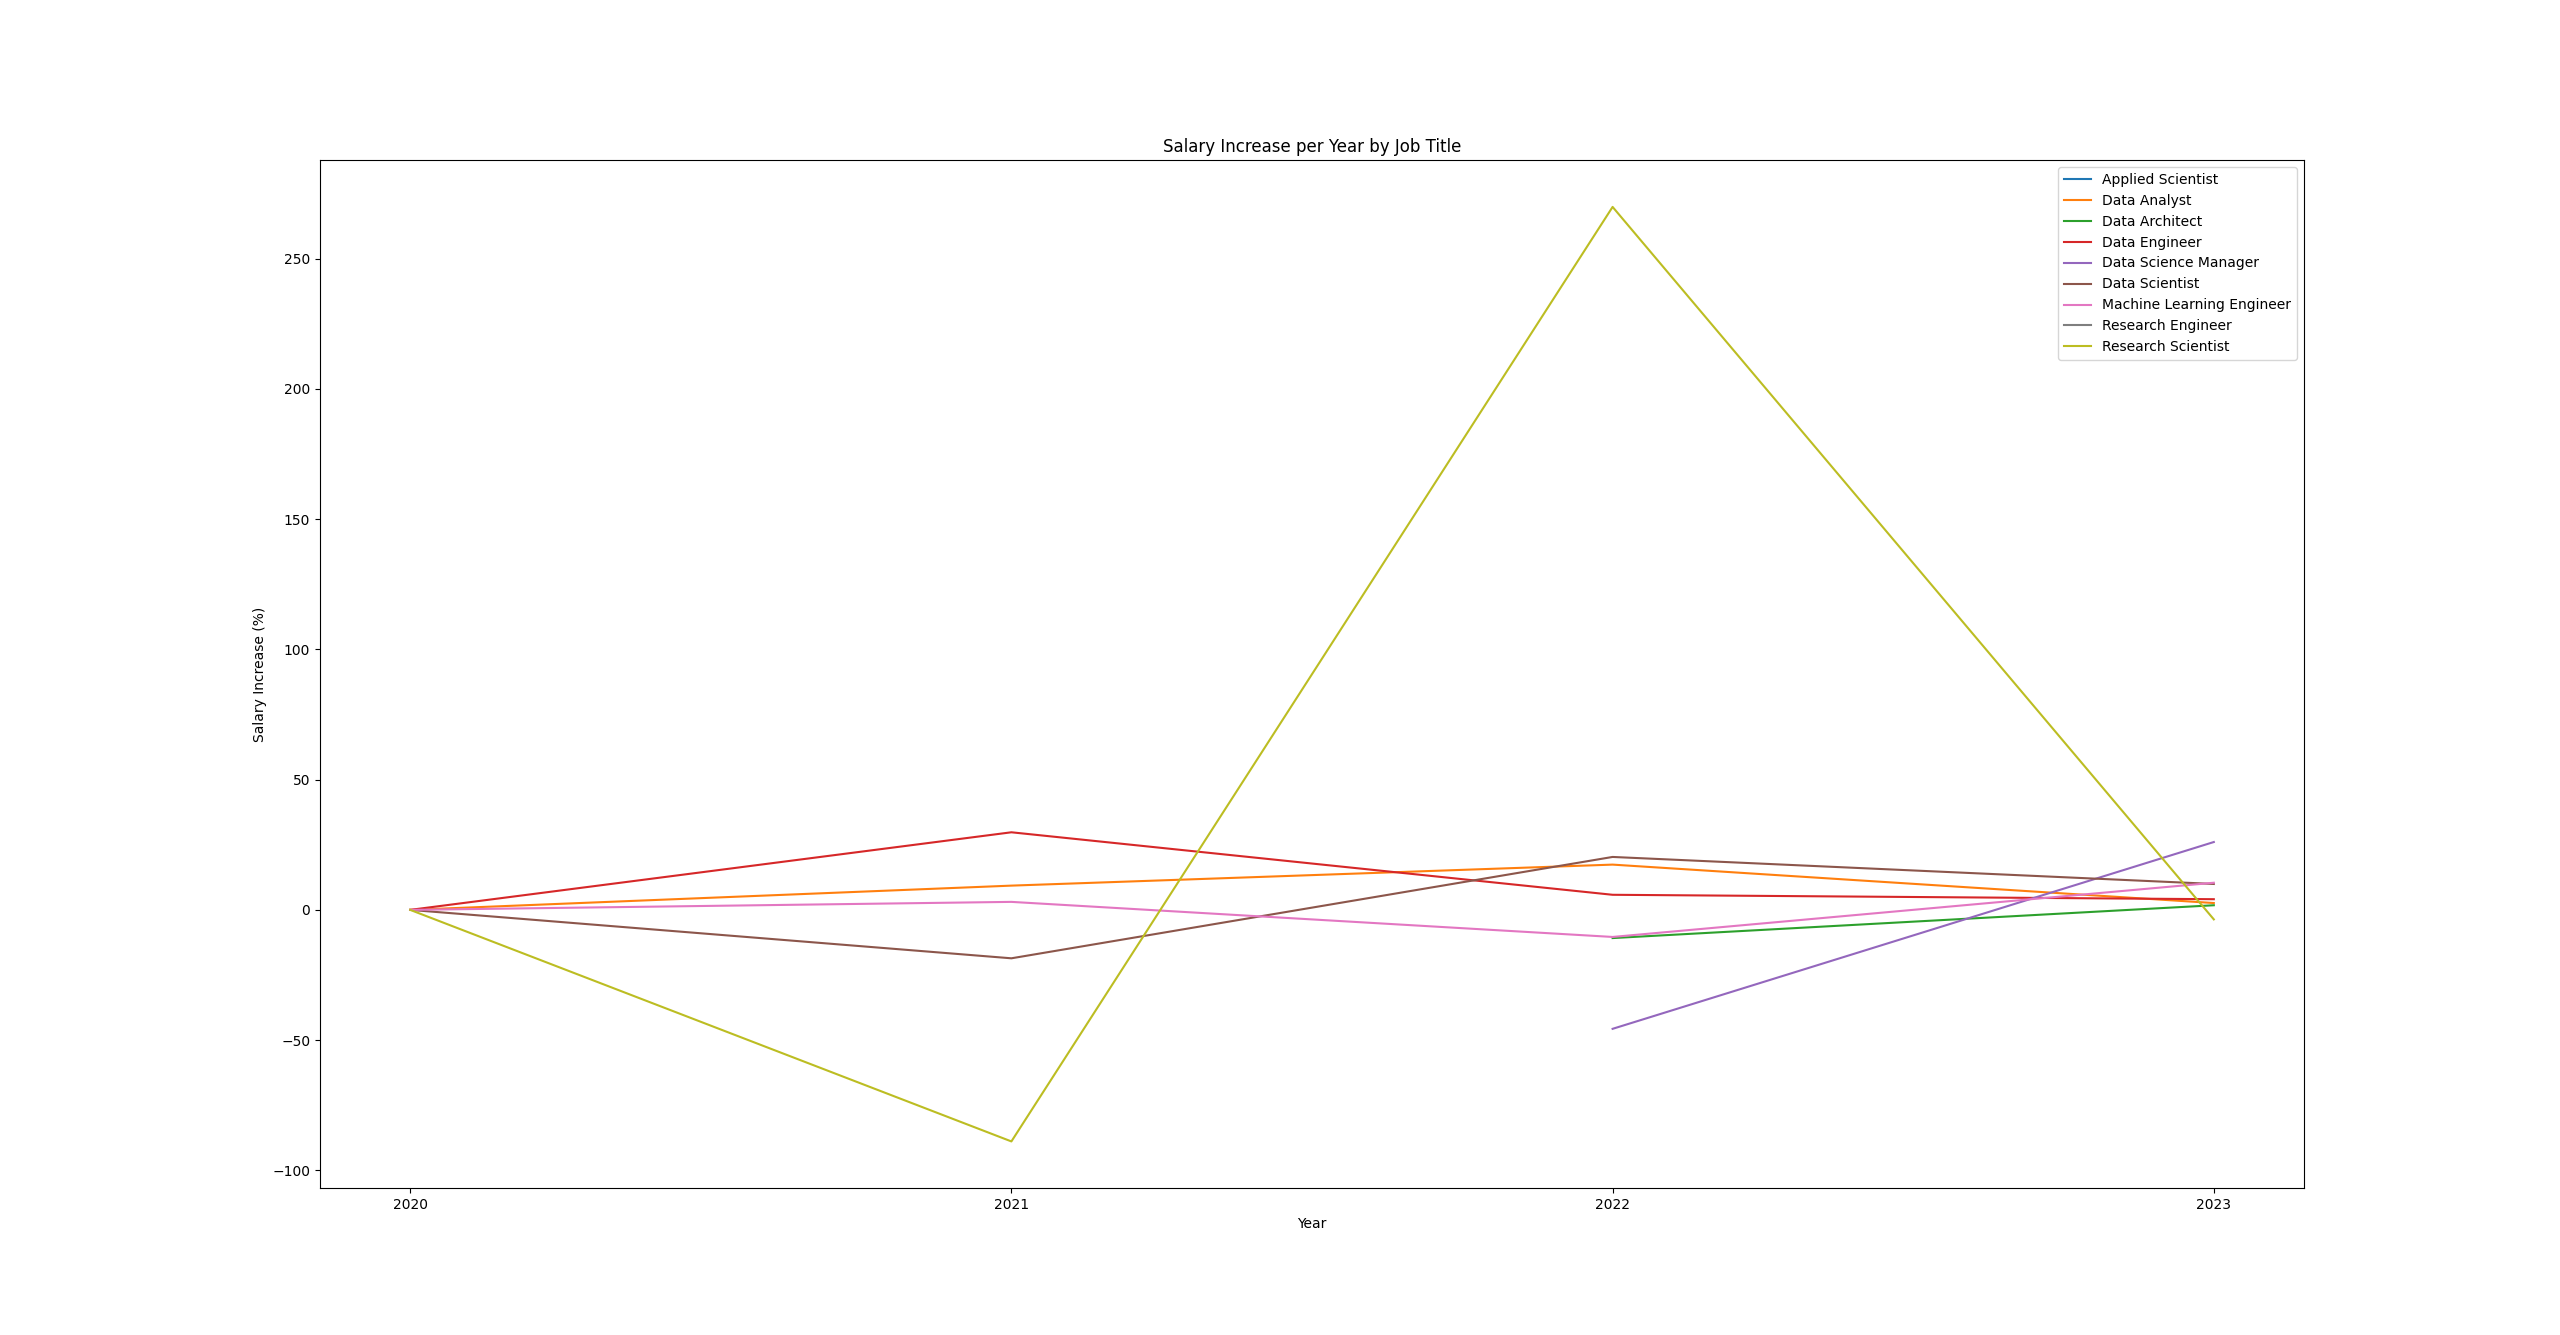 Salary Increase per Year by Job Title
Applied Scientist
Data Analyst
Data Architect
Data Engineer
Data Science Manager
Data Scientist
Machine Learning Engineer
Research Engineer
Research Scientist
250
200
150
100
50
0
−50
−100
Salary Increase (%)
2020 2021 2022 2023
Year